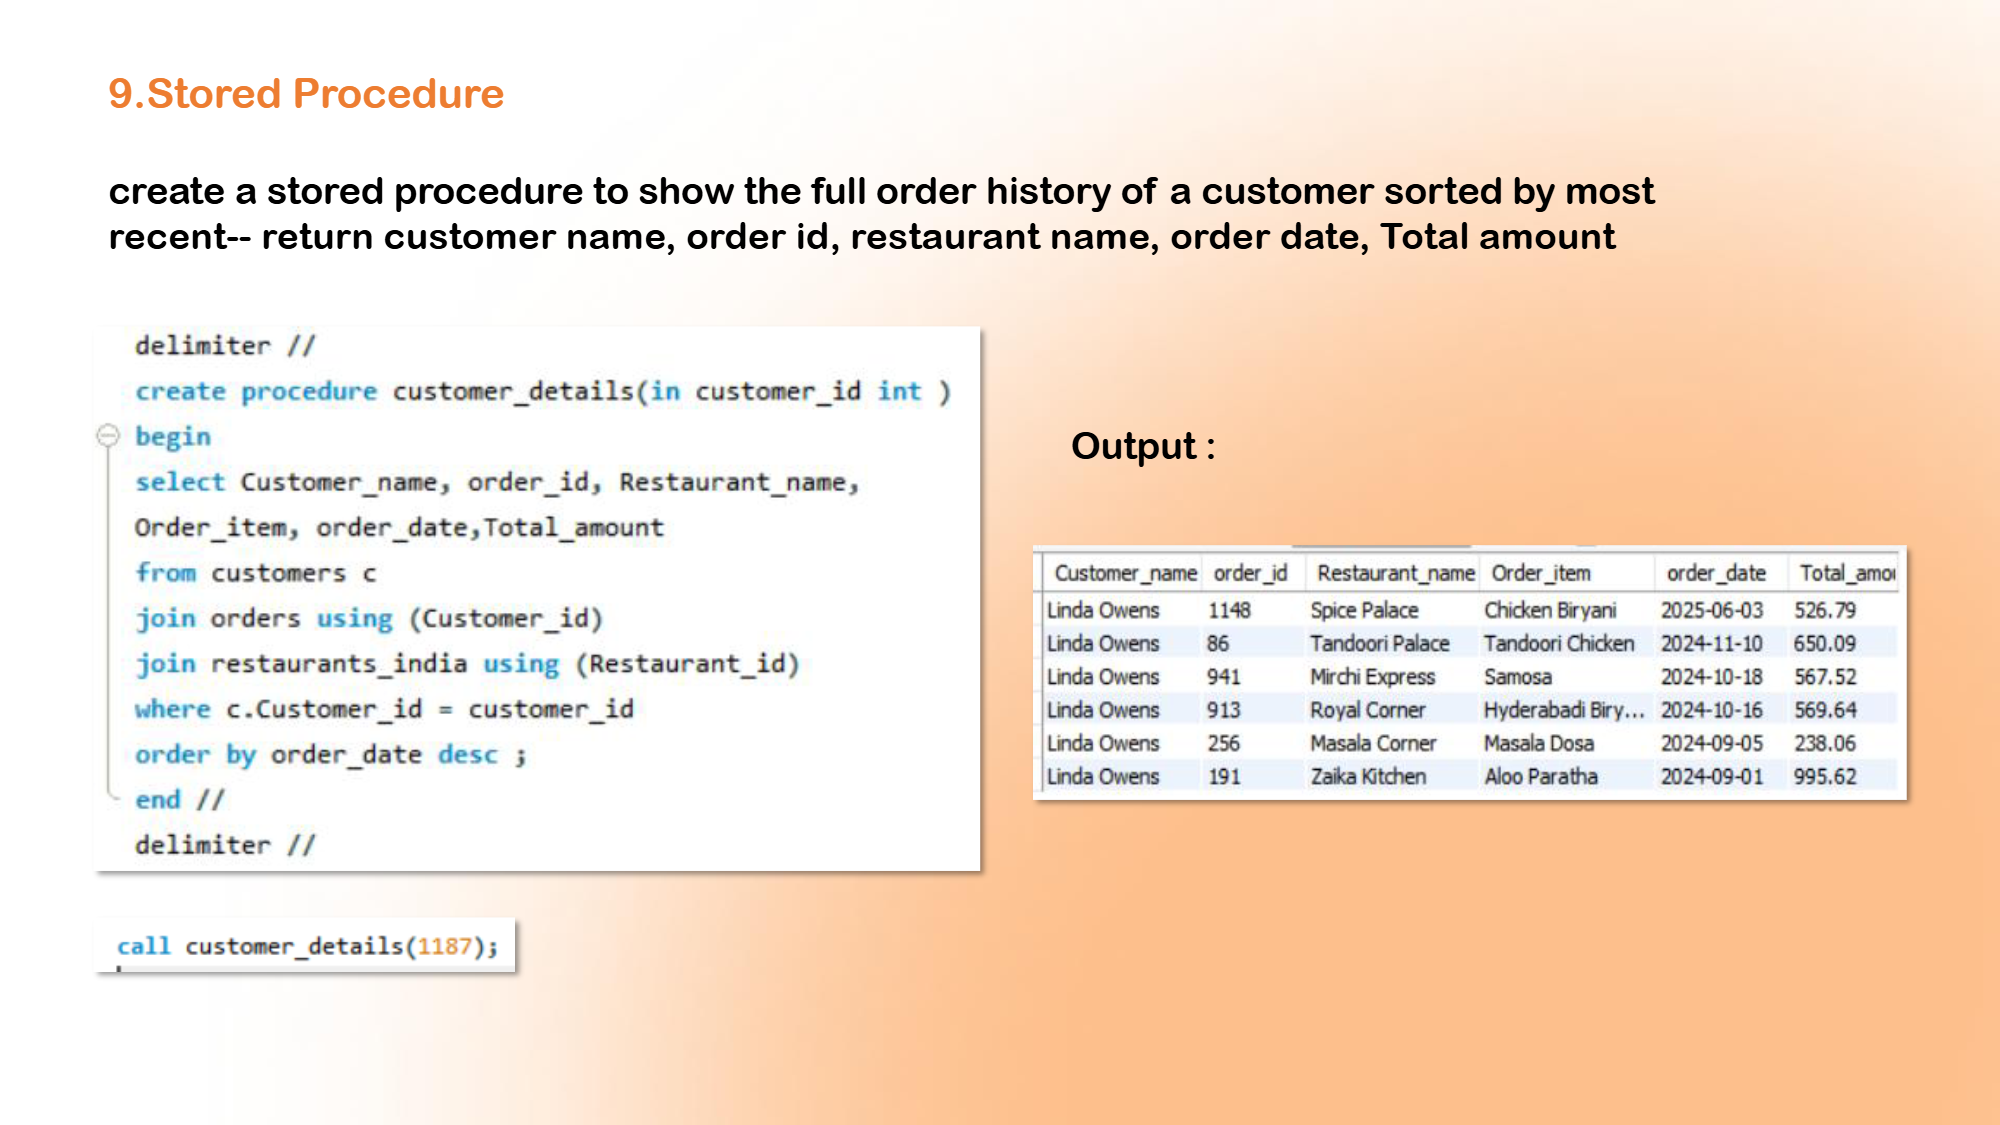 9.Stored Procedure
create a stored procedure to show the full order history of a customer sorted by most
recent-- return customer name, order id, restaurant name, order date, Total amount
delimiter //
create procedure customer_details(in customer_id int )
begin
select Customer_name, order_id, Restaurant_name,
Order_item, order_date,Total_amount
from customers c
join orders using (Customer_id)
join restaurants_india using (Restaurant_id)
where c.Customer_id = customer_id
order by order_date desc ;
end //
delimiter //
call customer_details(1187);
Output :
Customer_name order_id Restaurant_name Order_item order_date Total_amou
Linda Owens 1148 Spice Palace Chicken Biryani 2025-06-03 526.79
Linda Owens 86 Tandoori Palace Tandoori Chicken 2024-11-10 650.09
Linda Owens 941 Mirchi Express Samosa 2024-10-18 567.52
Linda Owens 913 Royal Corner Hyderabadi Biry... 2024-10-16 569.64
Linda Owens 256 Masala Corner Masala Dosa 2024-09-05 238.06
Linda Owens 191 Zaika Kitchen Aloo Paratha 2024-09-01 995.62